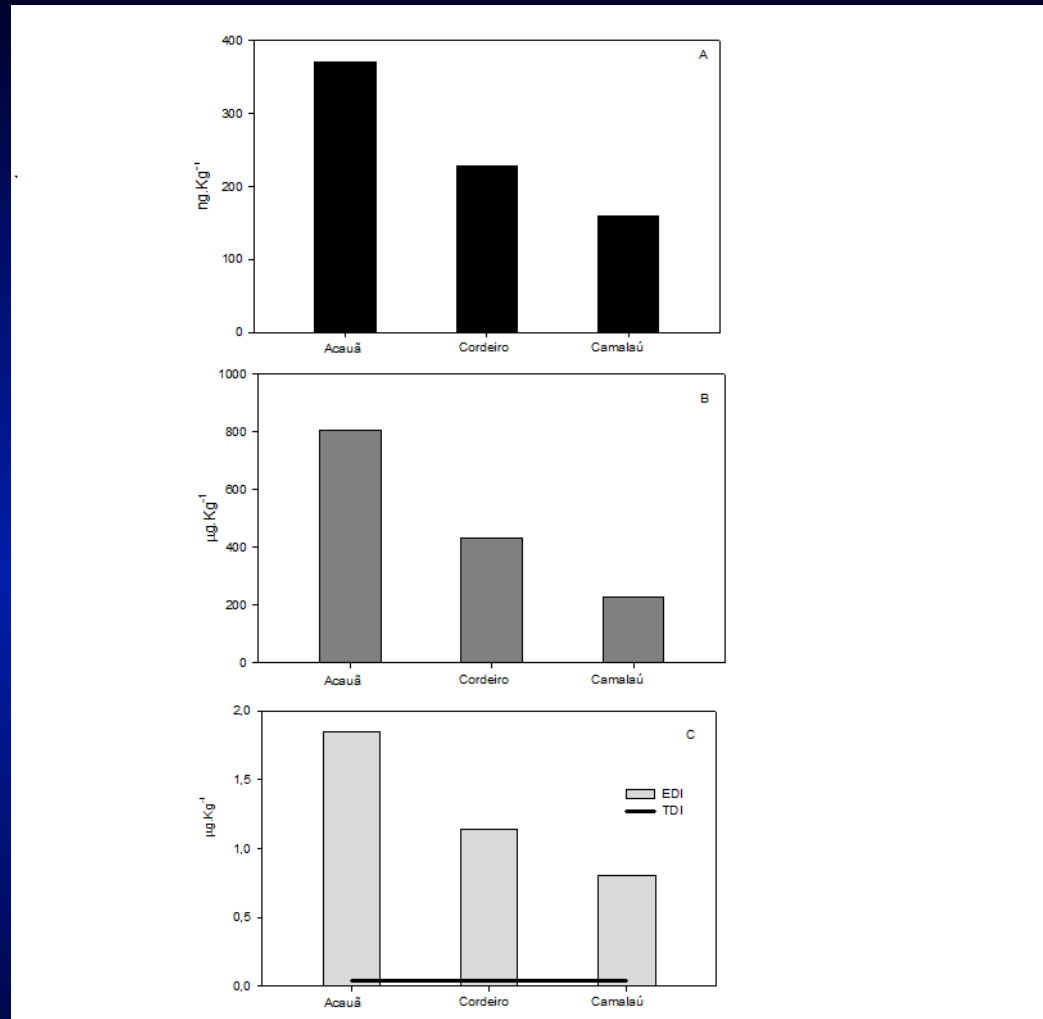 400
A
300
200
100
0
ng.Kg⁻¹
Acauã Cordeiro Camalaú
1000
B
800
600
400
200
0
µg.Kg⁻¹
Acauã Cordeiro Camalaú
2,0
C
1,5
EDI
TDI
1,0
0,5
0,0
µg.Kg⁻¹
Acauã Cordeiro Camalaú